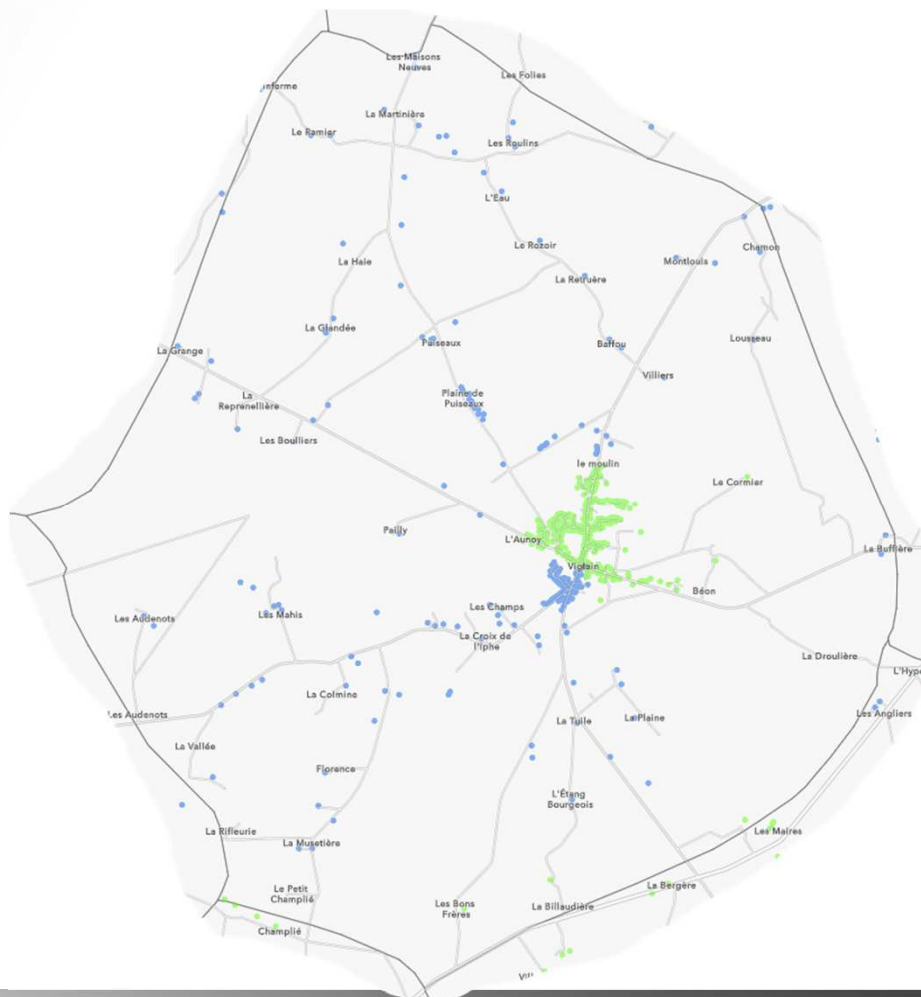 Les Maisons
Neuves
Les Folies
nferme
La Martinière
Le Ramier
Les Roulins
L'Eau
Le Rozoir
Chamon
La Haie
Montlouis
La Retruère
La Glandée
Puiseaux
Baffou
Lousseau
La Grange
Villiers
La
Reprenellière
Plaine de
Puiseaux
Les Boulliers
le moulin
Le Cormier
Pailly
L'Aunoy
La Buffière
Viglain
Béon
Les Audenots
Les Mahis
Les Champs
La Croix de
l'Iphe
La Droulière
L'Hype
La Colmine
Les Audenots
La Tuile
La Plaine
Les Angliers
La Vallée
Florence
L'Étang
Bourgeois
La Rifleurie
La Musetière
Les Maires
Le Petit
Champlié
La Bergère
Les Bons
Frères
La Billaudière
Champlié